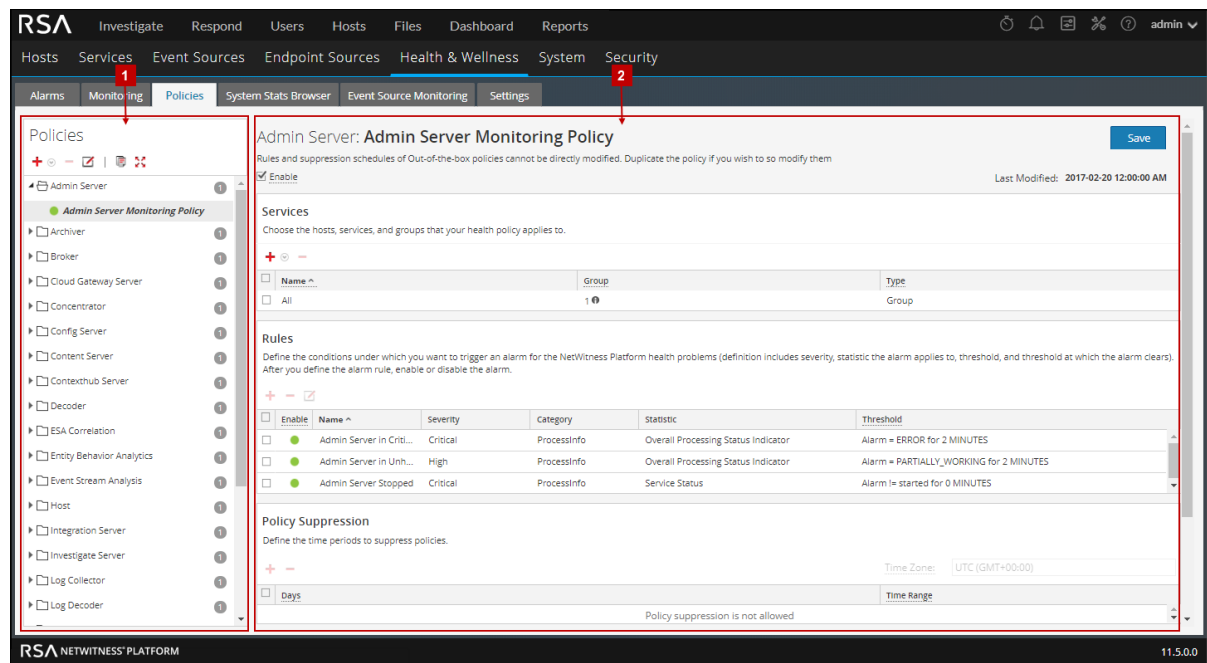 RSA Investigate Respond Users Hosts Files Dashboard Reports admin
Hosts Services Event Sources Endpoint Sources Health & Wellness System Security
1 2
Alarms Monitoring Policies System Stats Browser Event Source Monitoring Settings
Policies
Admin Server 1
Admin Server Monitoring Policy
Archiver 1
Broker 1
Cloud Gateway Server 1
Concentrator 1
Config Server 1
Content Server 1
Contexthub Server 1
Decoder 1
ESA Correlation 1
Entity Behavior Analytics 1
Event Stream Analysis 1
Host 1
Integration Server 1
Investigate Server 1
Log Collector 1
Log Decoder 1
Admin Server: Admin Server Monitoring Policy Save
Rules and suppression schedules of Out-of-the-box policies cannot be directly modified. Duplicate the policy if you wish to so modify them
Enable Last Modified: 2017-02-20 12:00:00 AM
Services
Choose the hosts, services, and groups that your health policy applies to.
Name Group Type
All 1 Group
Rules
Define the conditions under which you want to trigger an alarm for the NetWitness Platform health problems (definition includes severity, statistic the alarm applies to, threshold, and threshold at which the alarm clears).
After you define the alarm rule, enable or disable the alarm.
Enable Name Severity Category Statistic Threshold
Admin Server in Criti... Critical ProcessInfo Overall Processing Status Indicator Alarm = ERROR for 2 MINUTES
Admin Server in Unh... High ProcessInfo Overall Processing Status Indicator Alarm = PARTIALLY_WORKING for 2 MINUTES
Admin Server Stopped Critical ProcessInfo Service Status Alarm != started for 0 MINUTES
Policy Suppression
Define the time periods to suppress policies.
Time Zone: UTC (GMT+00:00)
Days Time Range
Policy suppression is not allowed
RSA NETWITNESS® PLATFORM 11.5.0.0